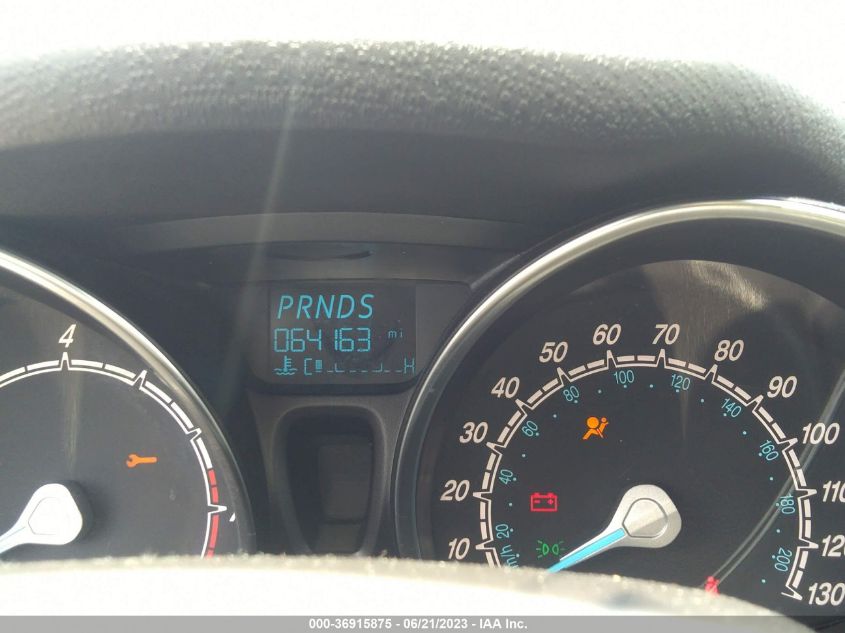 PRNDS
064163 mi
C H
4
10 20 30 40 50 60 70 80 90 100 110 120 130
20 40 60 80 100 120 140 160 180 200
000-36915875 - 06/21/2023 - IAA Inc.